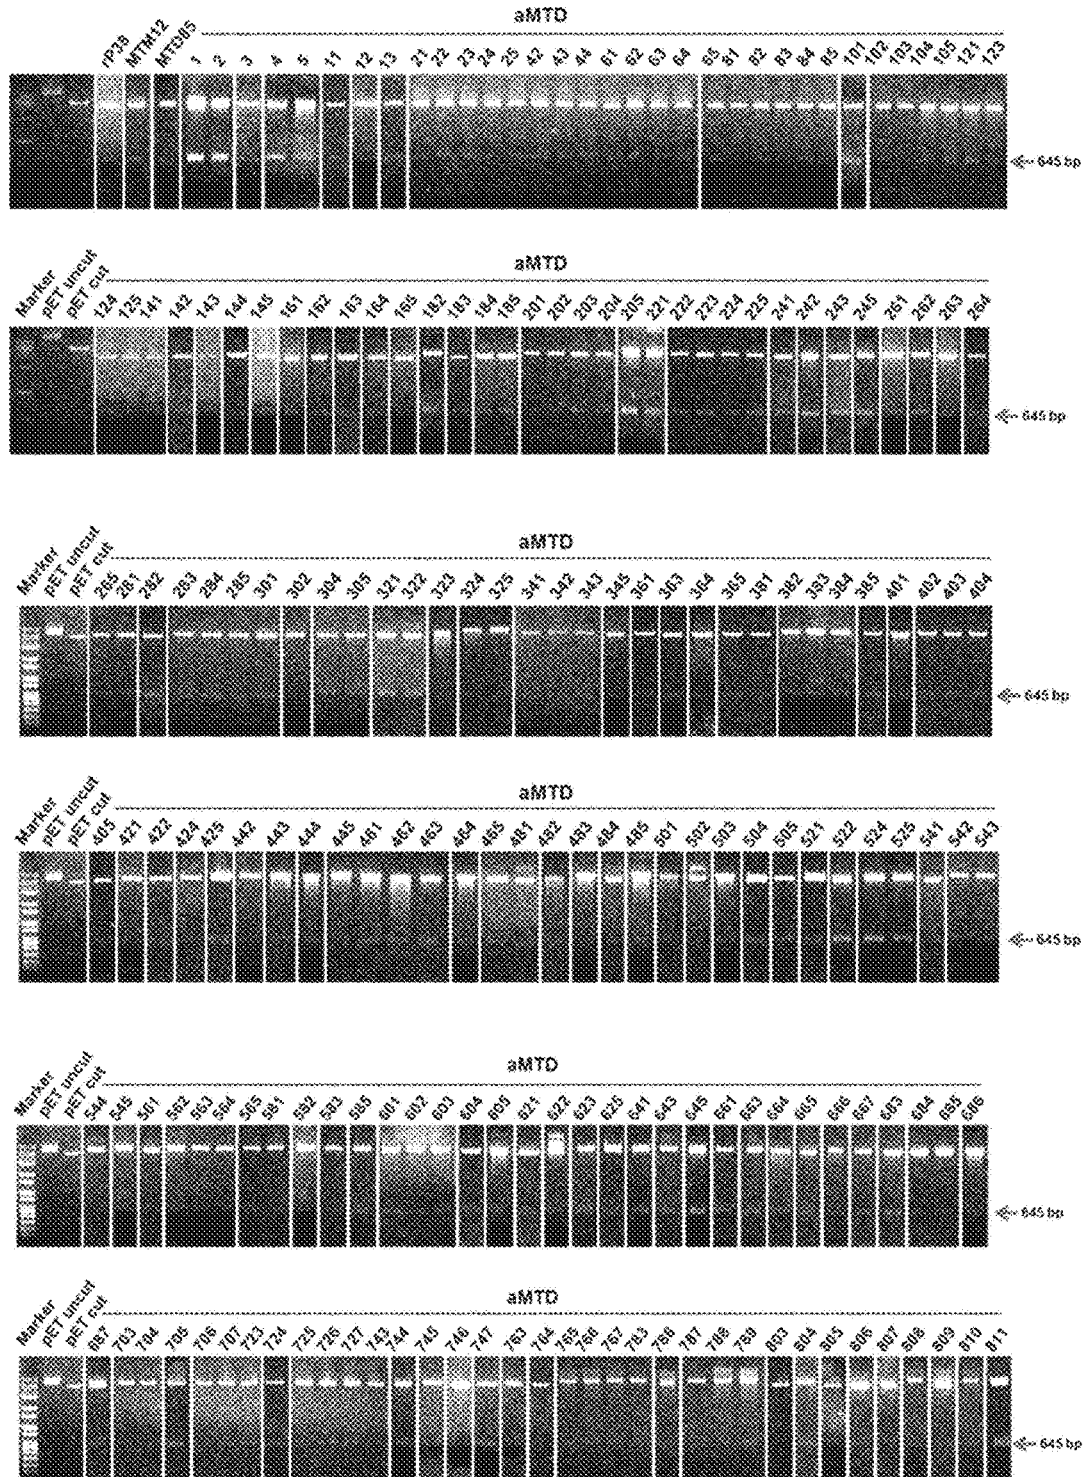 aMTD
rP38 MTM12 MTD85 1 2 3 4 5 11 12 13 21 22 23 24 25 42 43 44 61 62 63 64 65 81 82 83 84 85 101 102 103 104 105 121 123
645 bp
aMTD
Marker pET uncut pET cut 124 125 141 142 143 144 145 161 162 163 164 165 182 183 184 185 201 202 203 204 205 221 222 223 224 225 241 242 243 245 261 262 263 264
645 bp
aMTD
Marker pET uncut pET cut 265 281 282 283 284 285 301 302 304 305 321 322 323 324 325 341 342 343 345 361 363 364 365 381 382 383 384 385 401 402 403 404
645 bp
aMTD
Marker pET uncut pET cut 405 421 422 424 425 442 443 444 445 461 462 463 464 465 481 482 483 484 485 501 502 503 504 505 521 522 524 525 541 542 543
645 bp
aMTD
Marker pET uncut pET cut 544 545 561 562 563 564 565 581 582 583 585 601 602 603 604 605 621 622 623 625 641 643 645 661 663 664 665 666 667 683 684 685 686
645 bp
aMTD
Marker pET uncut pET cut 687 703 704 705 706 707 723 724 725 726 727 743 744 745 746 747 763 764 765 766 767 783 786 787 788 789 803 804 805 806 807 808 809 810 811
645 bp